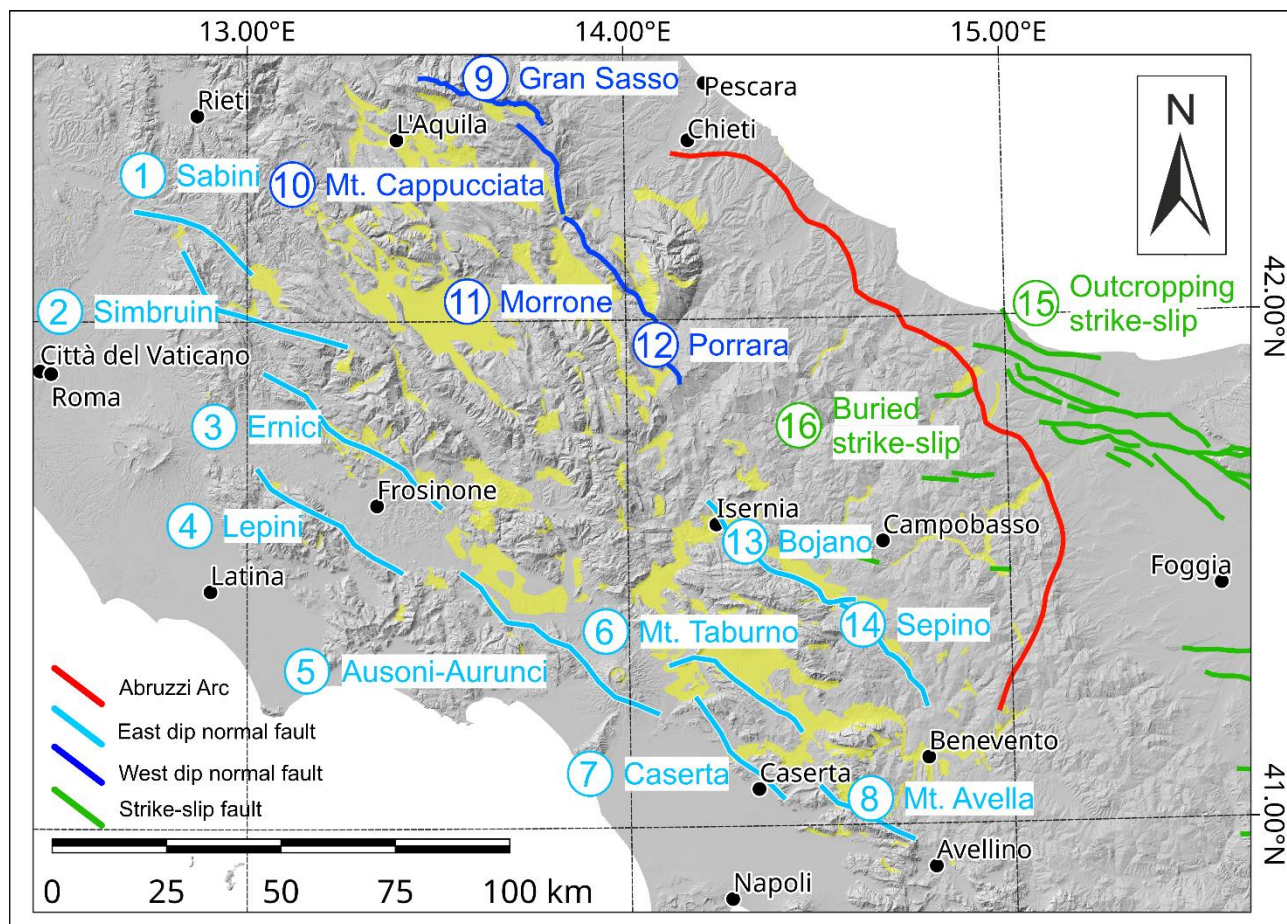 13.00°E 14.00°E 15.00°E
9 Gran Sasso
Pescara
Rieti
L'Aquila
Chieti
N
1 Sabini
10 Mt. Cappucciata
42.00°N
2 Simbruini
11 Morrone
15 Outcropping
strike-slip
12 Porrara
Città del Vaticano
Roma
3 Ernici
16 Buried
strike-slip
Frosinone
4 Lepini
Isernia
13 Bojano
Campobasso
Latina
Foggia
6 Mt. Taburno
14 Sepino
5 Ausoni-Aurunci
Abruzzi Arc
East dip normal fault
West dip normal fault
Strike-slip fault
Benevento
7 Caserta
Caserta
8 Mt. Avella
41.00°N
Avellino
0 25 50 75 100 km
Napoli